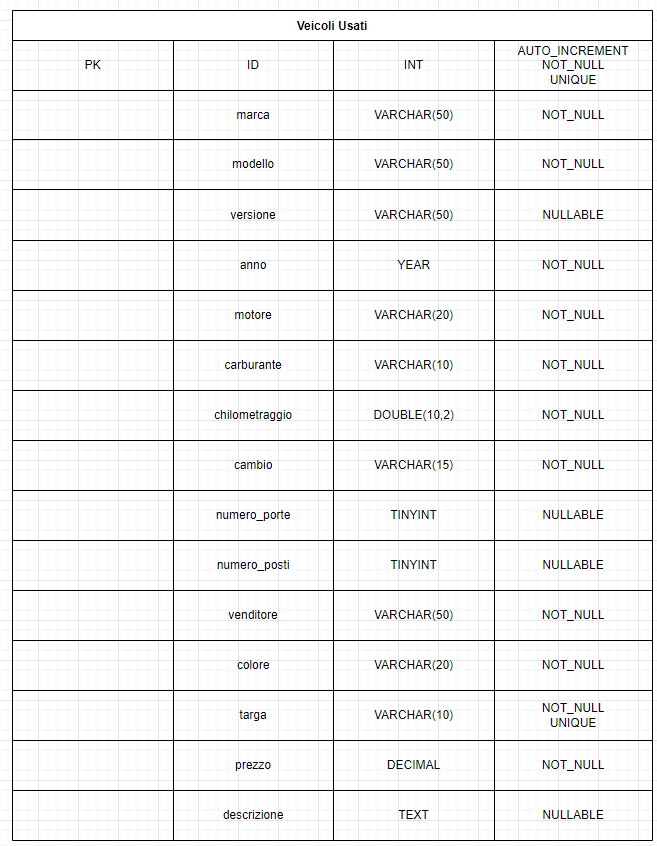 Veicoli Usati
PK ID INT AUTO_INCREMENT
NOT_NULL
UNIQUE
marca VARCHAR(50) NOT_NULL
modello VARCHAR(50) NOT_NULL
versione VARCHAR(50) NULLABLE
anno YEAR NOT_NULL
motore VARCHAR(20) NOT_NULL
carburante VARCHAR(10) NOT_NULL
chilometraggio DOUBLE(10,2) NOT_NULL
cambio VARCHAR(15) NOT_NULL
numero_porte TINYINT NULLABLE
numero_posti TINYINT NULLABLE
venditore VARCHAR(50) NOT_NULL
colore VARCHAR(20) NOT_NULL
targa VARCHAR(10) NOT_NULL
UNIQUE
prezzo DECIMAL NOT_NULL
descrizione TEXT NULLABLE